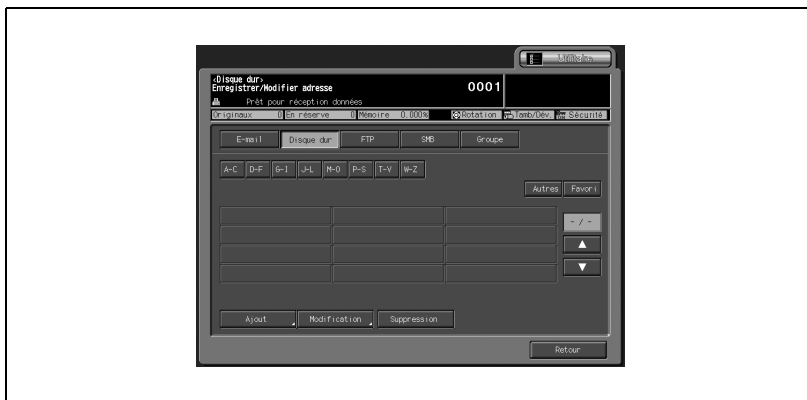 Utilités
<Disque dur>
Enregistrer/Modifier adresse
0001
Prêt pour réception données
Originaux 0 En réserve 0 Mémoire 0.000% Rotation Tamb/Dév. Sécurité
E-mail Disque dur FTP SMB Groupe
A-C D-F G-I J-L M-O P-S T-V W-Z
Autres Favori
- / -
Ajout Modification Suppression
Retour